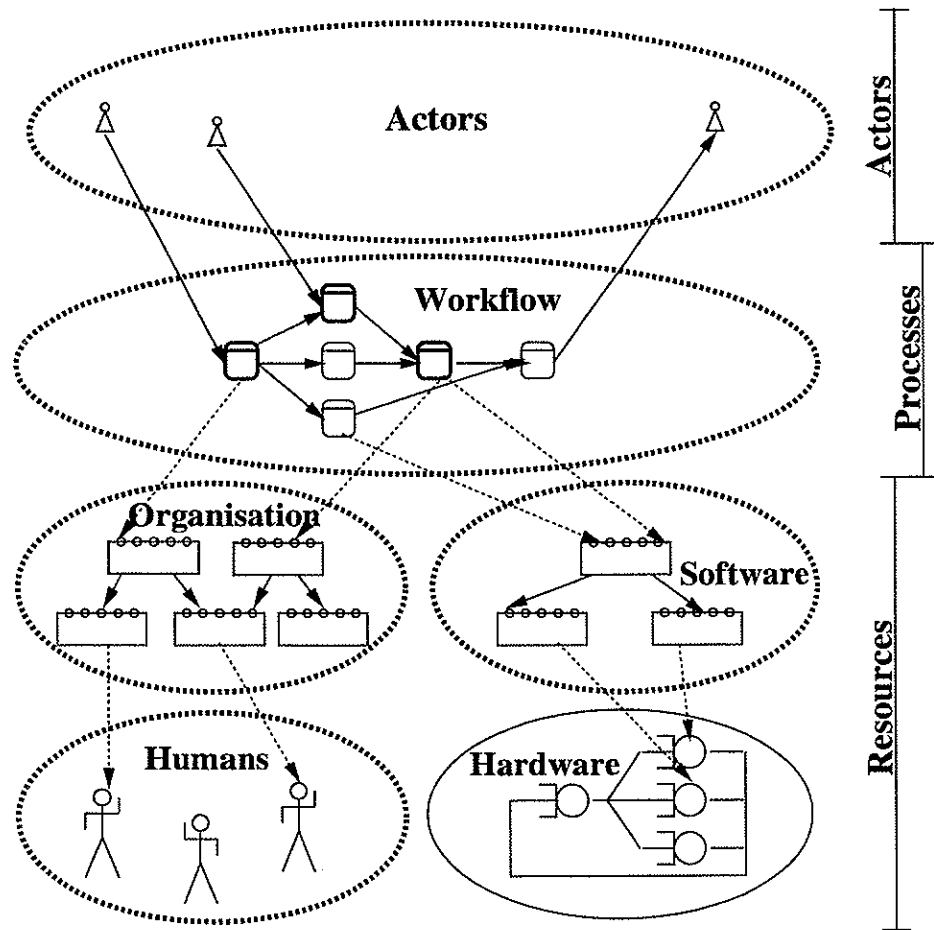 Actors
Actors
Workflow
Processes
Organisation
Software
Resources
Humans
Hardware